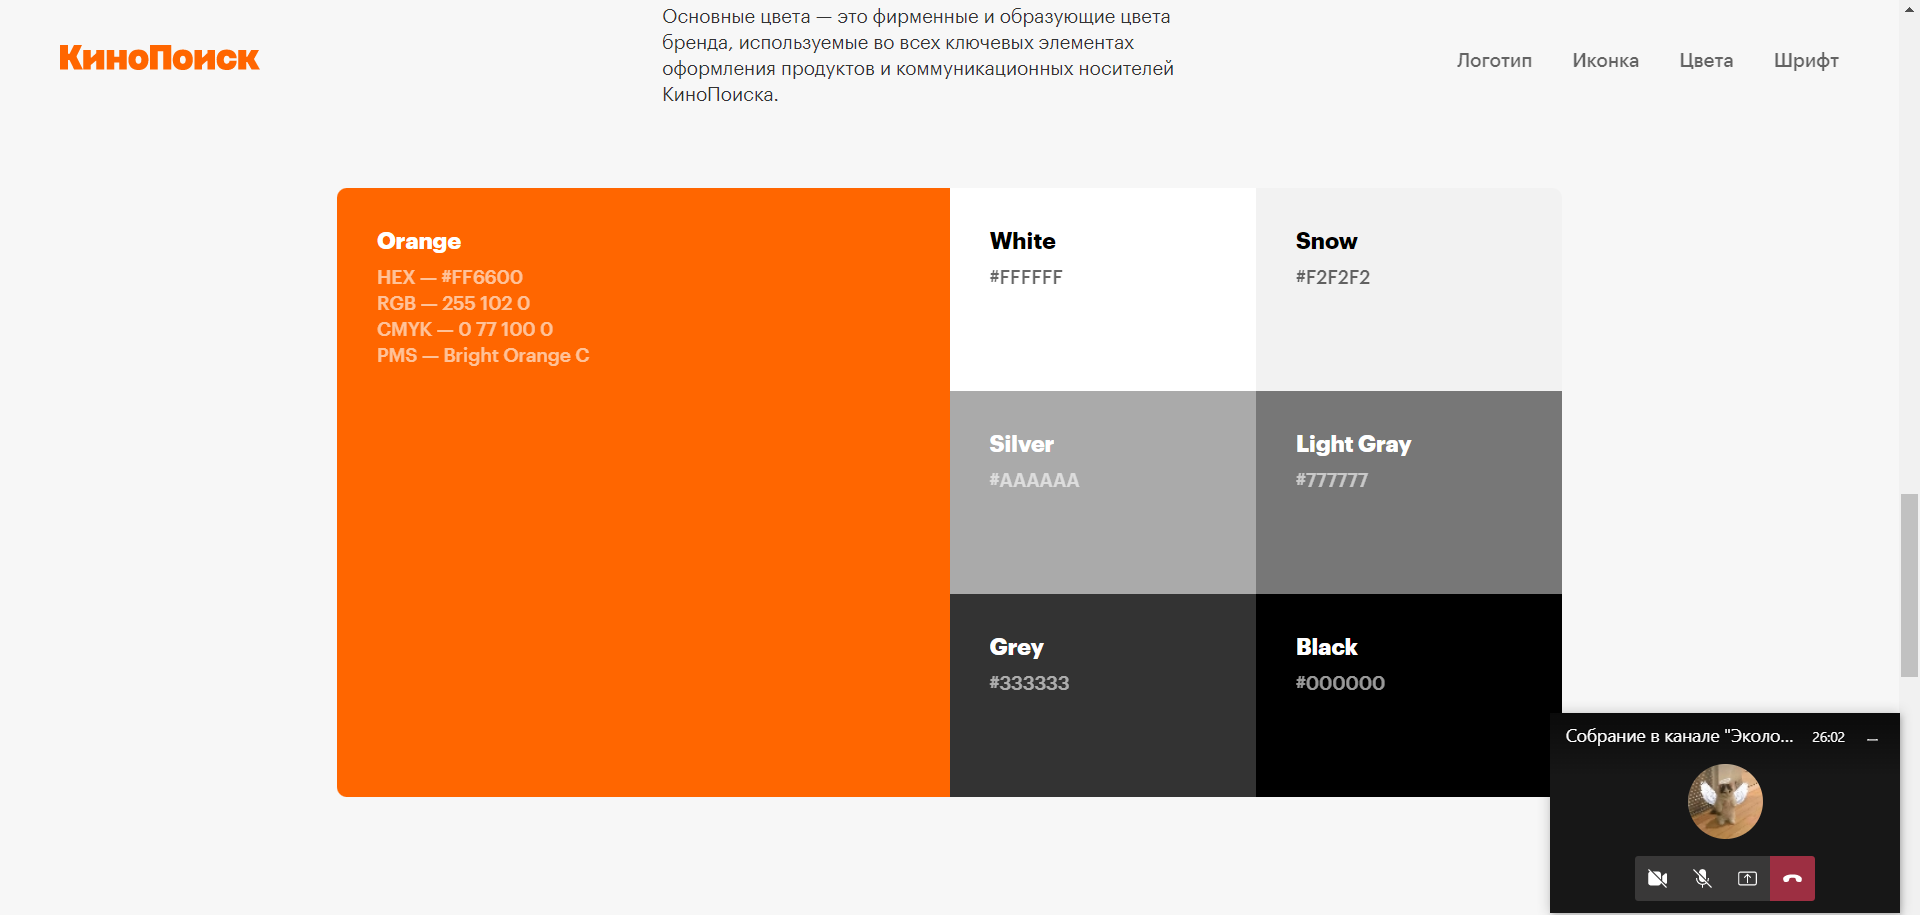 Основные цвета — это фирменные и образующие цвета
бренда, используемые во всех ключевых элементах
оформления продуктов и коммуникационных носителей
КиноПоиска.
КиноПоиск
Логотип
Иконка
Цвета
Шрифт
Orange
HEX — #FF6600
RGB — 255 102 0
CMYK — 0 77 100 0
PMS — Bright Orange C
White
#FFFFFF
Snow
#F2F2F2
Silver
#AAAAAA
Light Gray
#777777
Grey
#333333
Black
#000000
Собрание в канале "Эколо...
26:02